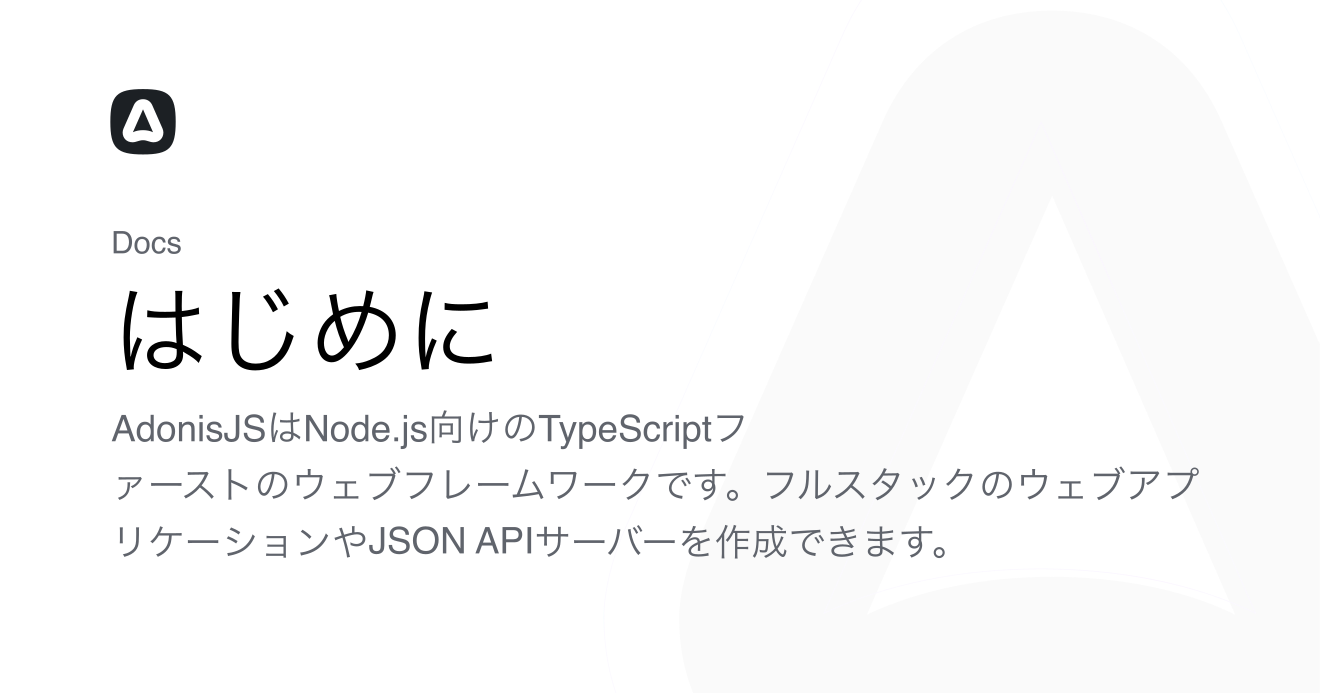 Docs
はじめに
AdonisJSはNode.js向けのTypeScriptフ
ァーストのウェブフレームワークです。フルスタックのウェブアプ
リケーションやJSON APIサーバーを作成できます。